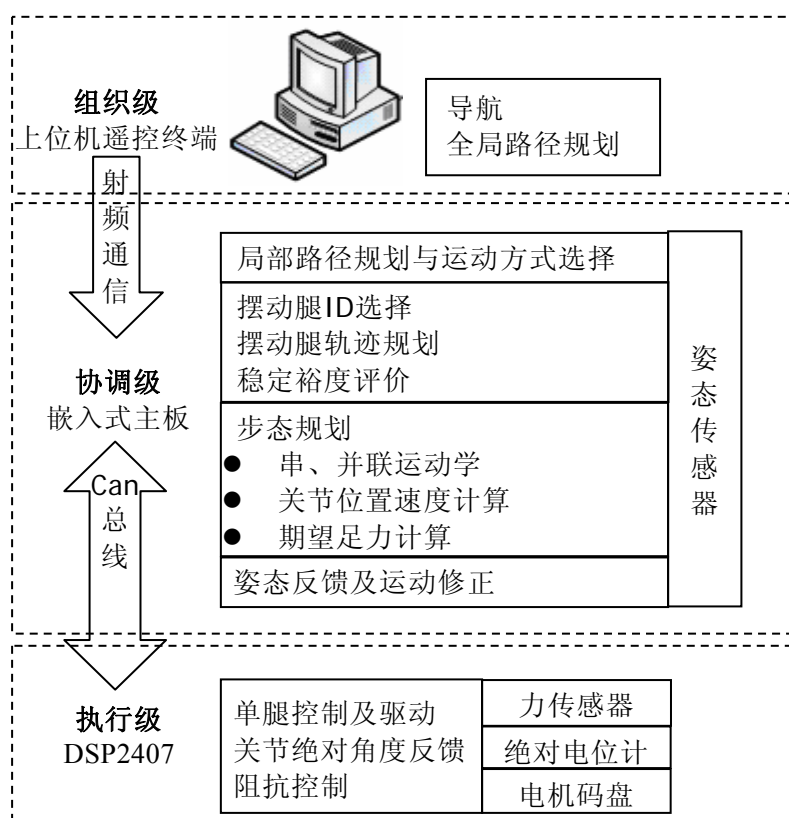 组织级
上位机遥控终端
导航
全局路径规划
射
频
通
信
局部路径规划与运动方式选择
摆动腿ID选择
摆动腿轨迹规划
稳定裕度评价
姿
态
传
感
器
协调级
嵌入式主板
步态规划
● 串、并联运动学
● 关节位置速度计算
● 期望足力计算
姿态反馈及运动修正
Can
总
线
执行级
DSP2407
单腿控制及驱动
关节绝对角度反馈
阻抗控制
力传感器
绝对电位计
电机码盘